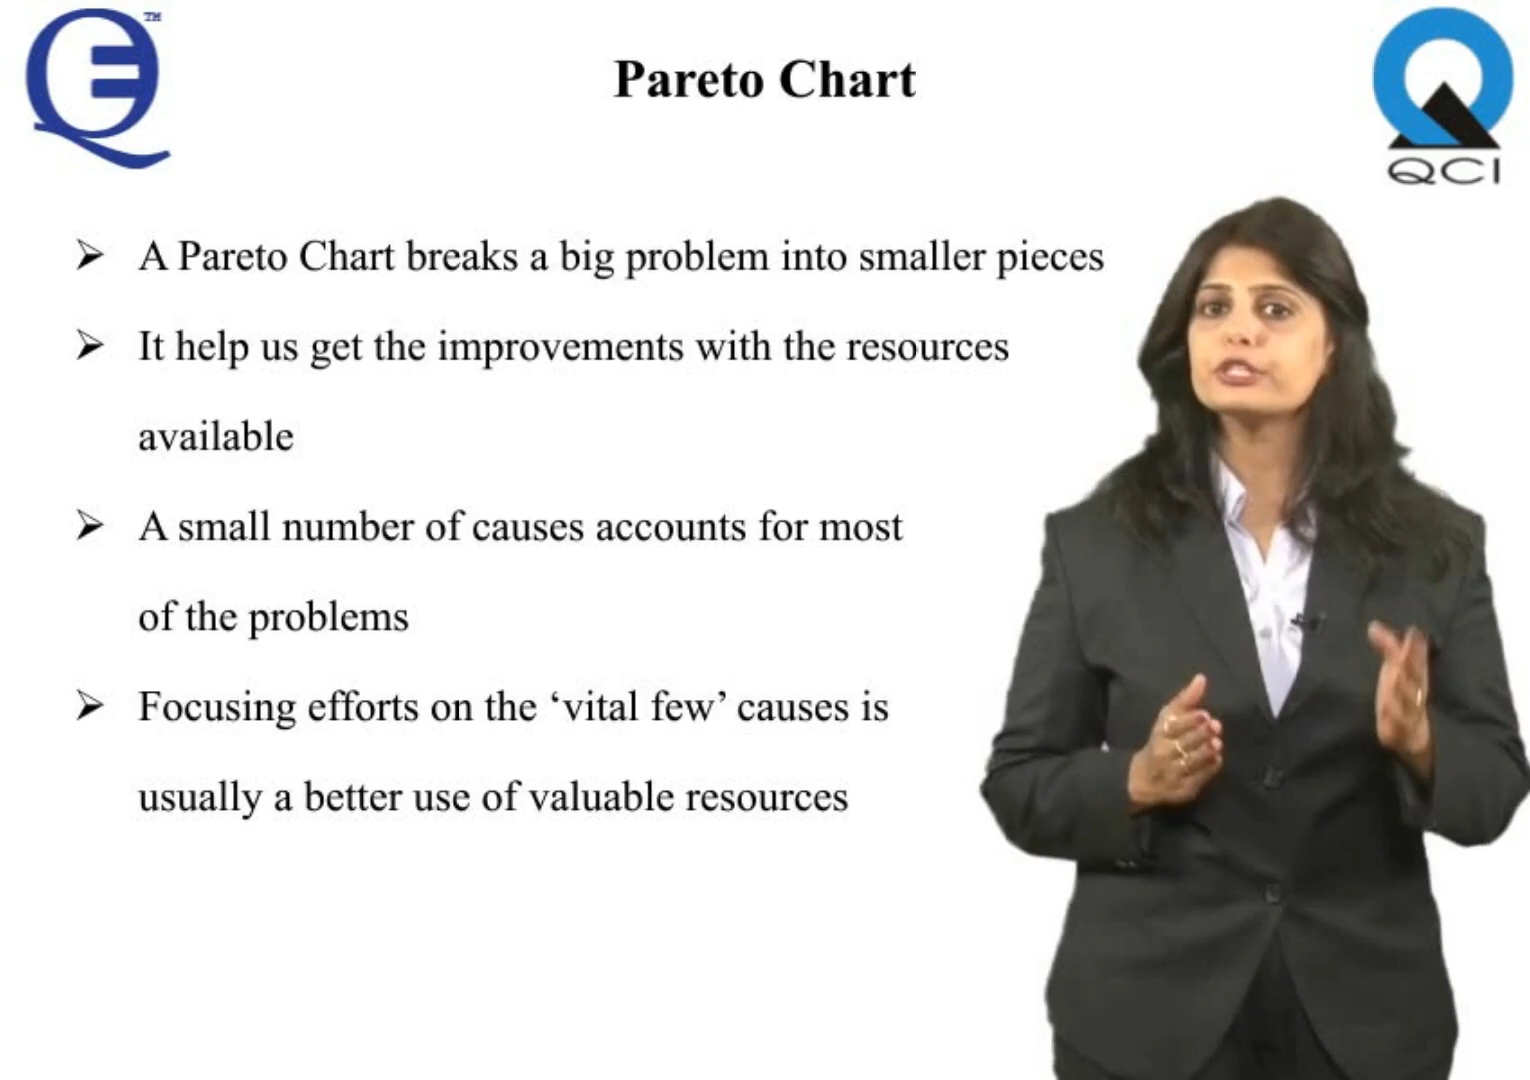 TM
QE
Pareto Chart
QCI
A Pareto Chart breaks a big problem into smaller pieces
It help us get the improvements with the resources
available
A small number of causes accounts for most
of the problems
Focusing efforts on the ‘vital few’ causes is
usually a better use of valuable resources